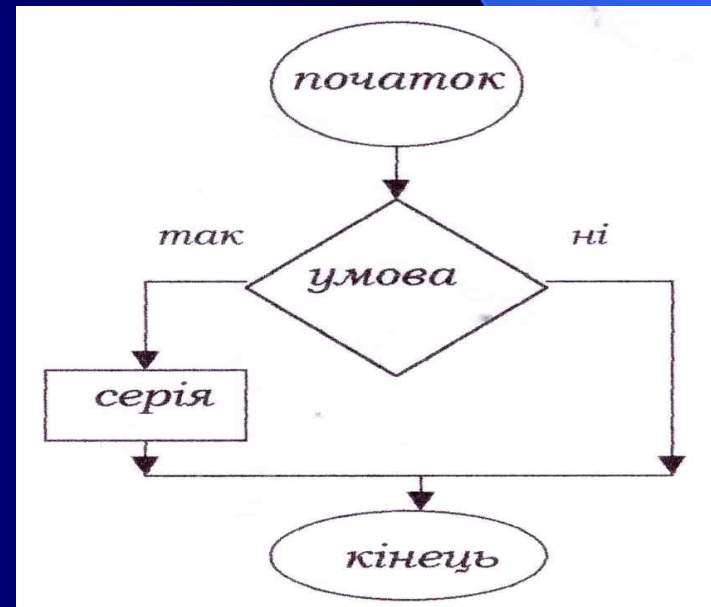 початок
так
ні
умова
серія
кінець